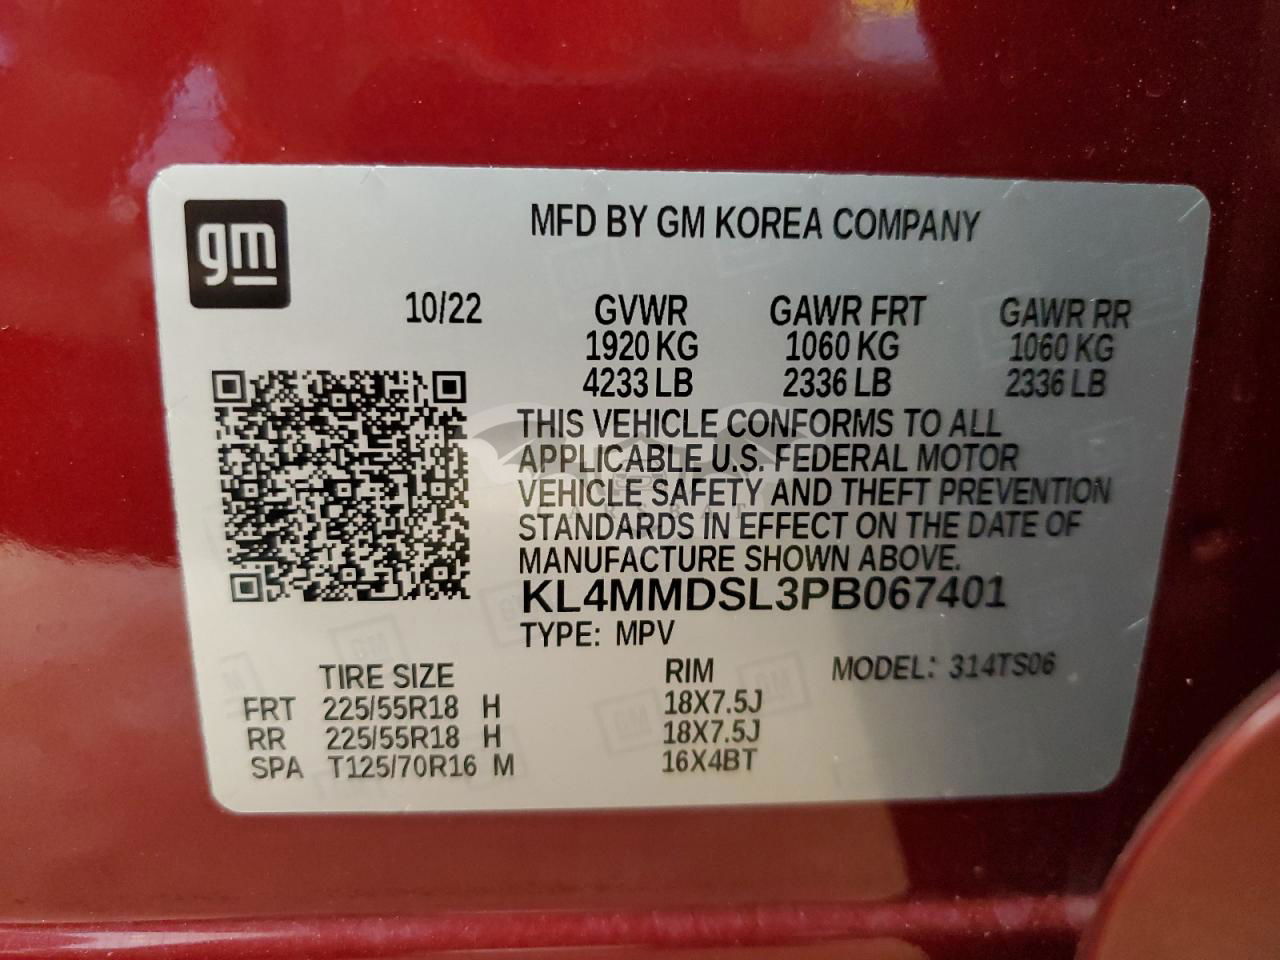 gm
MFD BY GM KOREA COMPANY
10/22 GVWR GAWR FRT GAWR RR
1920 KG 1060 KG 1060 KG
4233 LB 2336 LB 2336 LB
THIS VEHICLE CONFORMS TO ALL
APPLICABLE U.S. FEDERAL MOTOR
VEHICLE SAFETY AND THEFT PREVENTION
STANDARDS IN EFFECT ON THE DATE OF
MANUFACTURE SHOWN ABOVE.
KL4MMDSL3PB067401
TYPE: MPV
TIRE SIZE RIM MODEL: 314TS06
FRT 225/55R18 H 18X7.5J
RR 225/55R18 H 18X7.5J
SPA T125/70R16 M 16X4BT